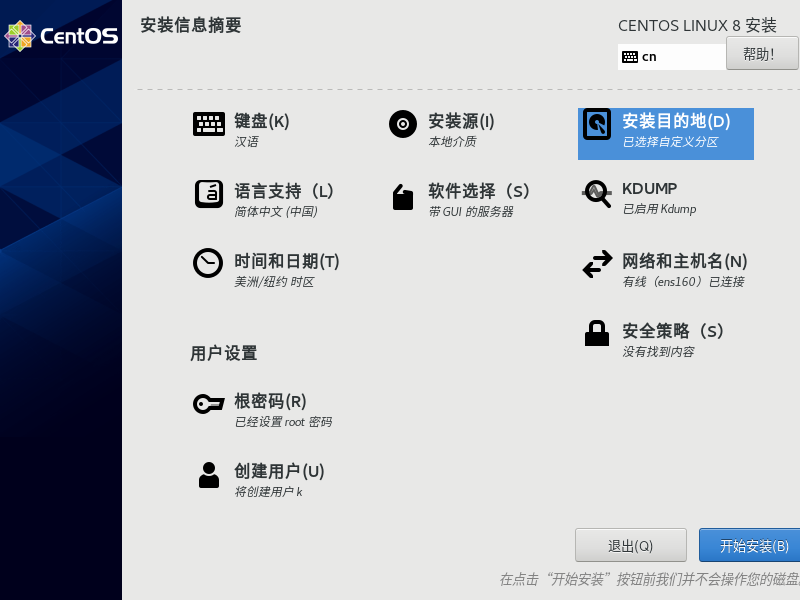 CentOS
安装信息摘要
CENTOS LINUX 8 安装
cn
帮助!
键盘(K)
汉语
安装源(I)
本地介质
安装目的地(D)
已选择自定义分区
语言支持（L）
简体中文 (中国)
软件选择（S）
带 GUI 的服务器
KDUMP
已启用 Kdump
时间和日期(T)
美洲/纽约 时区
网络和主机名(N)
有线（ens160）已连接
安全策略（S）
没有找到内容
用户设置
根密码(R)
已经设置 root 密码
创建用户(U)
将创建用户 k
退出(Q)
开始安装(B)
在点击“开始安装”按钮前我们并不会操作您的磁盘